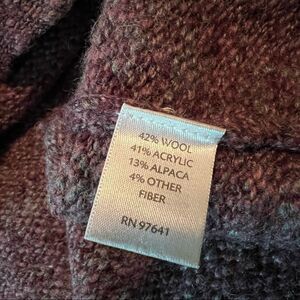 42% WOOL
41% ACRYLIC
13% ALPACA
4% OTHER
FIBER
RN 97641